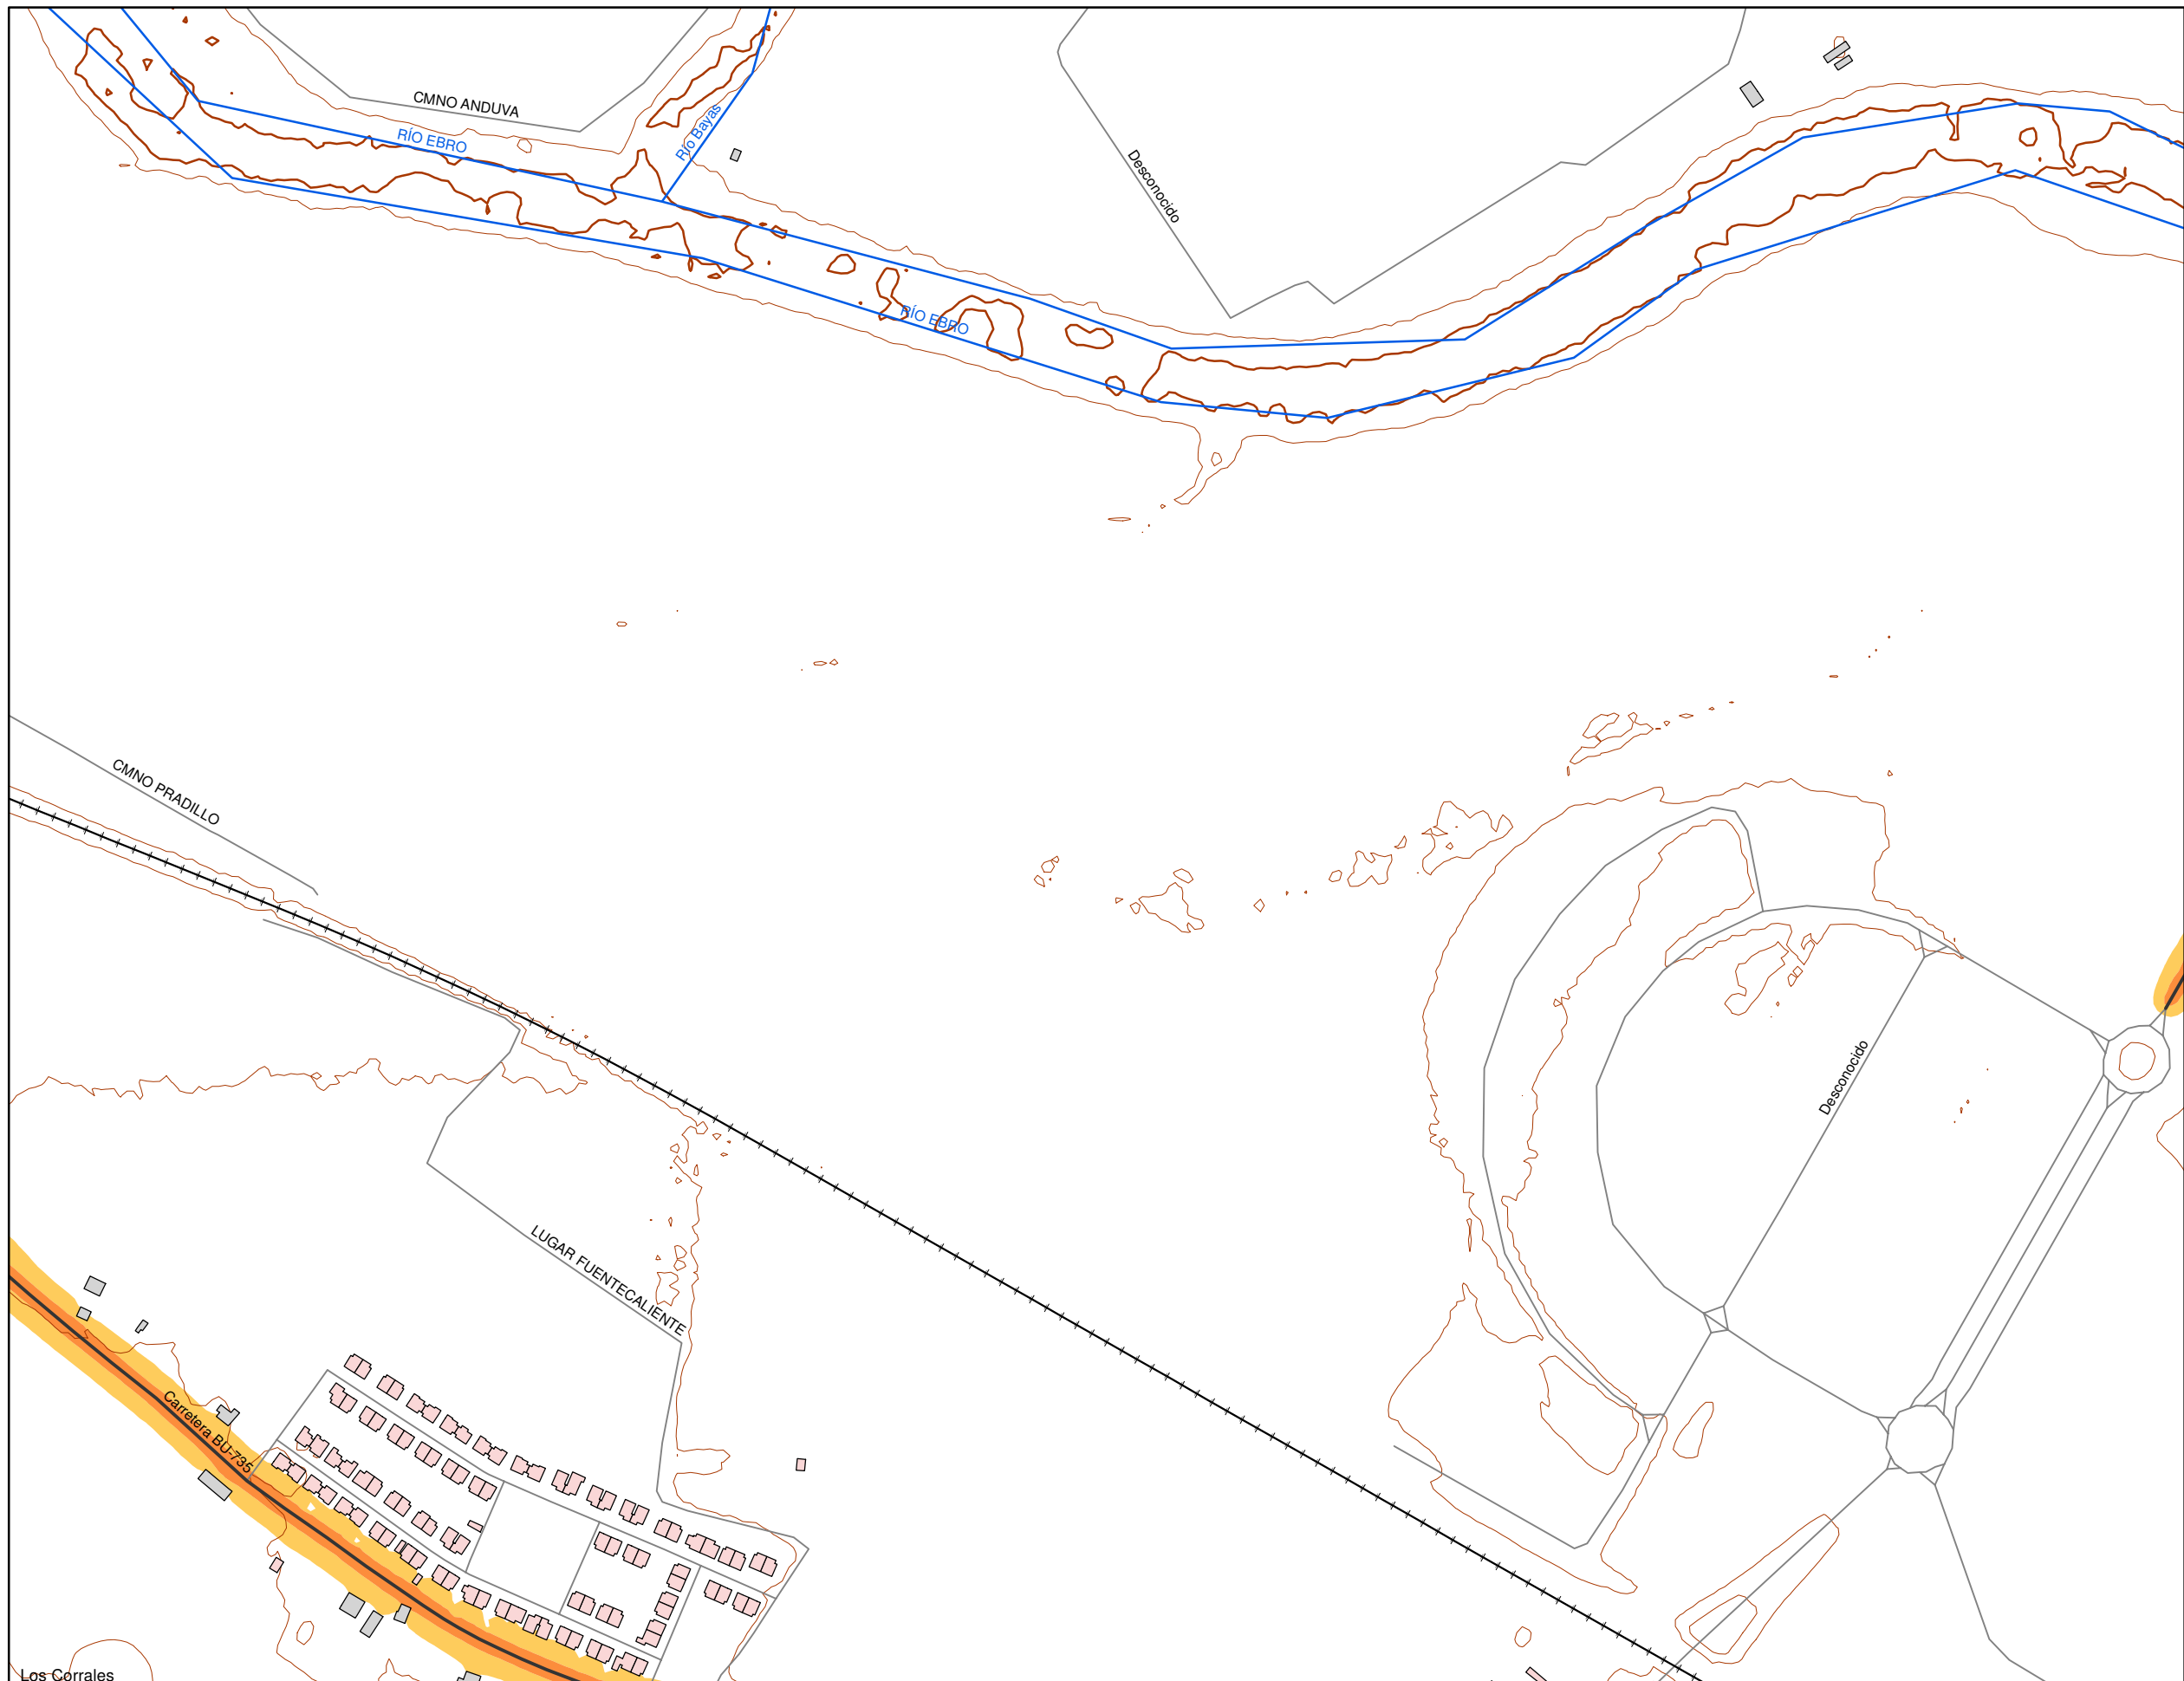 CMNO ANDUVA
RÍO EBRO
Río Bayas
Desconocido
RÍO EBRO
CMNO PRADILLO
Desconocido
LUGAR FUENTECALIENTE
Carretera BU-735
Los Corrales